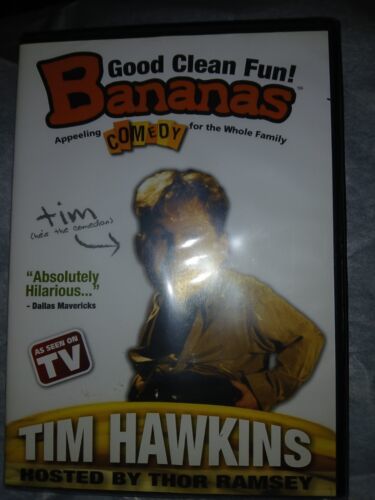 Good Clean Fun!
Bananas™
Appeeling COMEDY for the Whole Family
tim
(he's the comedian)
"Absolutely
Hilarious..."
- Dallas Mavericks
AS SEEN ON
TV
TIM HAWKINS
HOSTED BY THOR RAMSEY